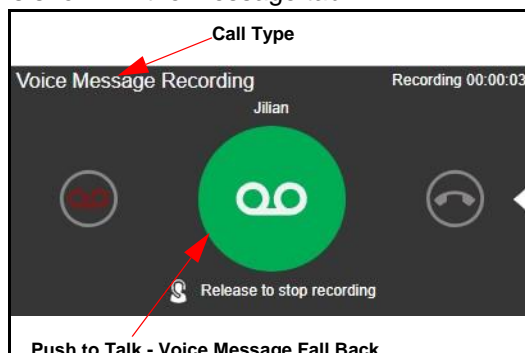 Call Type
Voice Message Recording Recording 00:00:03
Jilian
Release to stop recording
Push to Talk - Voice Message Fall Back